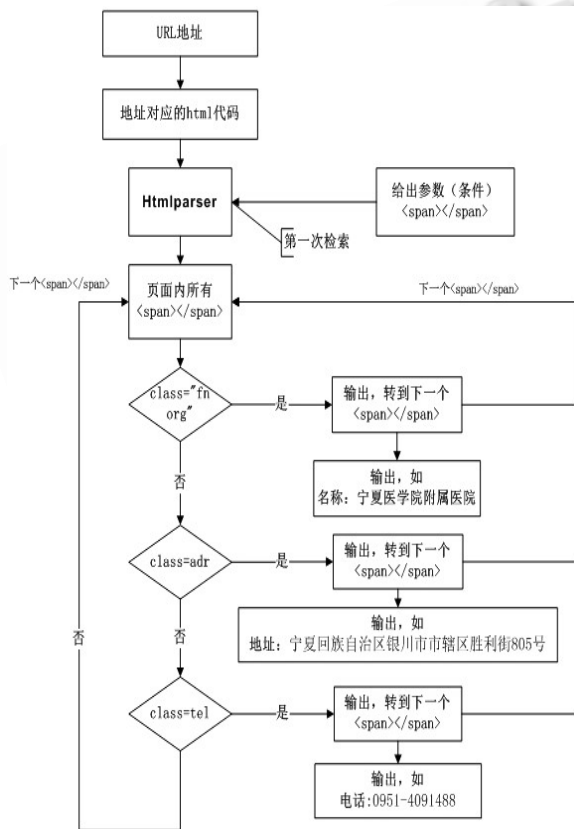 URL地址
地址对应的html代码
Htmlparser
给出参数（条件）
<span></span>
第一次检索
下一个<span></span>
页面内所有
<span></span>
下一个<span></span>
class="fn
org"
是
输出，转到下一个
<span></span>
输出，如
名称：宁夏医学院附属医院
否
class=adr
是
输出，转到下一个
<span></span>
输出，如
地址：宁夏回族自治区银川市市辖区胜利街805号
否
否
class=tel
是
输出，转到下一个
<span></span>
输出，如
电话:0951-4091488